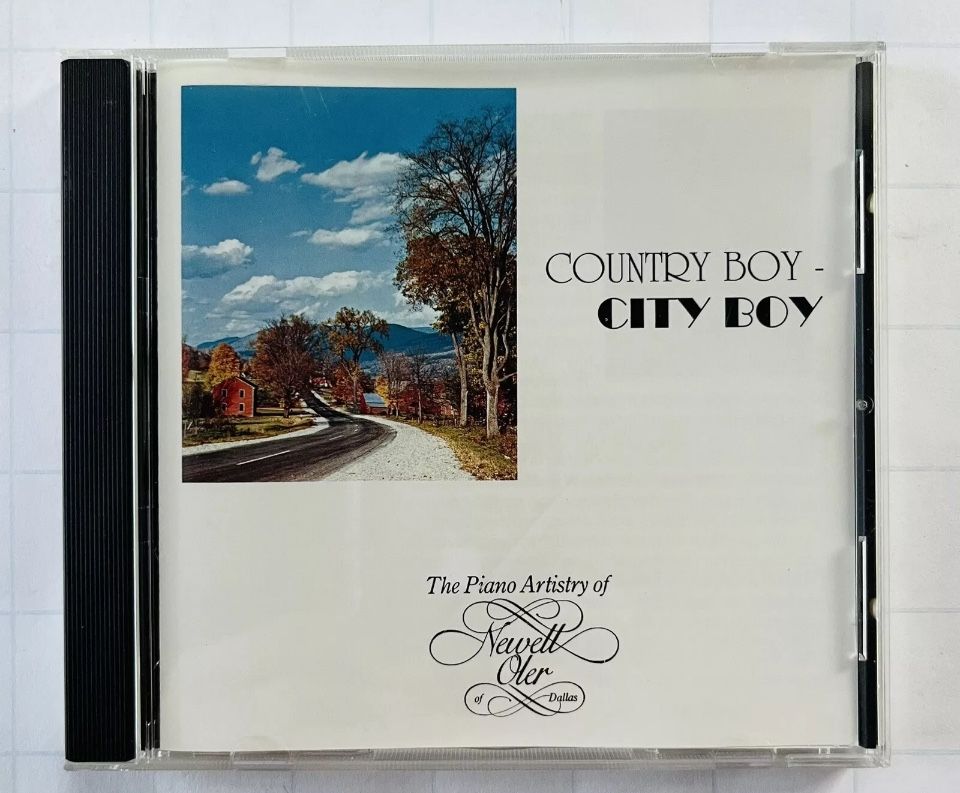 COUNTRY BOY -
CITY BOY
The Piano Artistry of
Newell
Oler
of Dallas